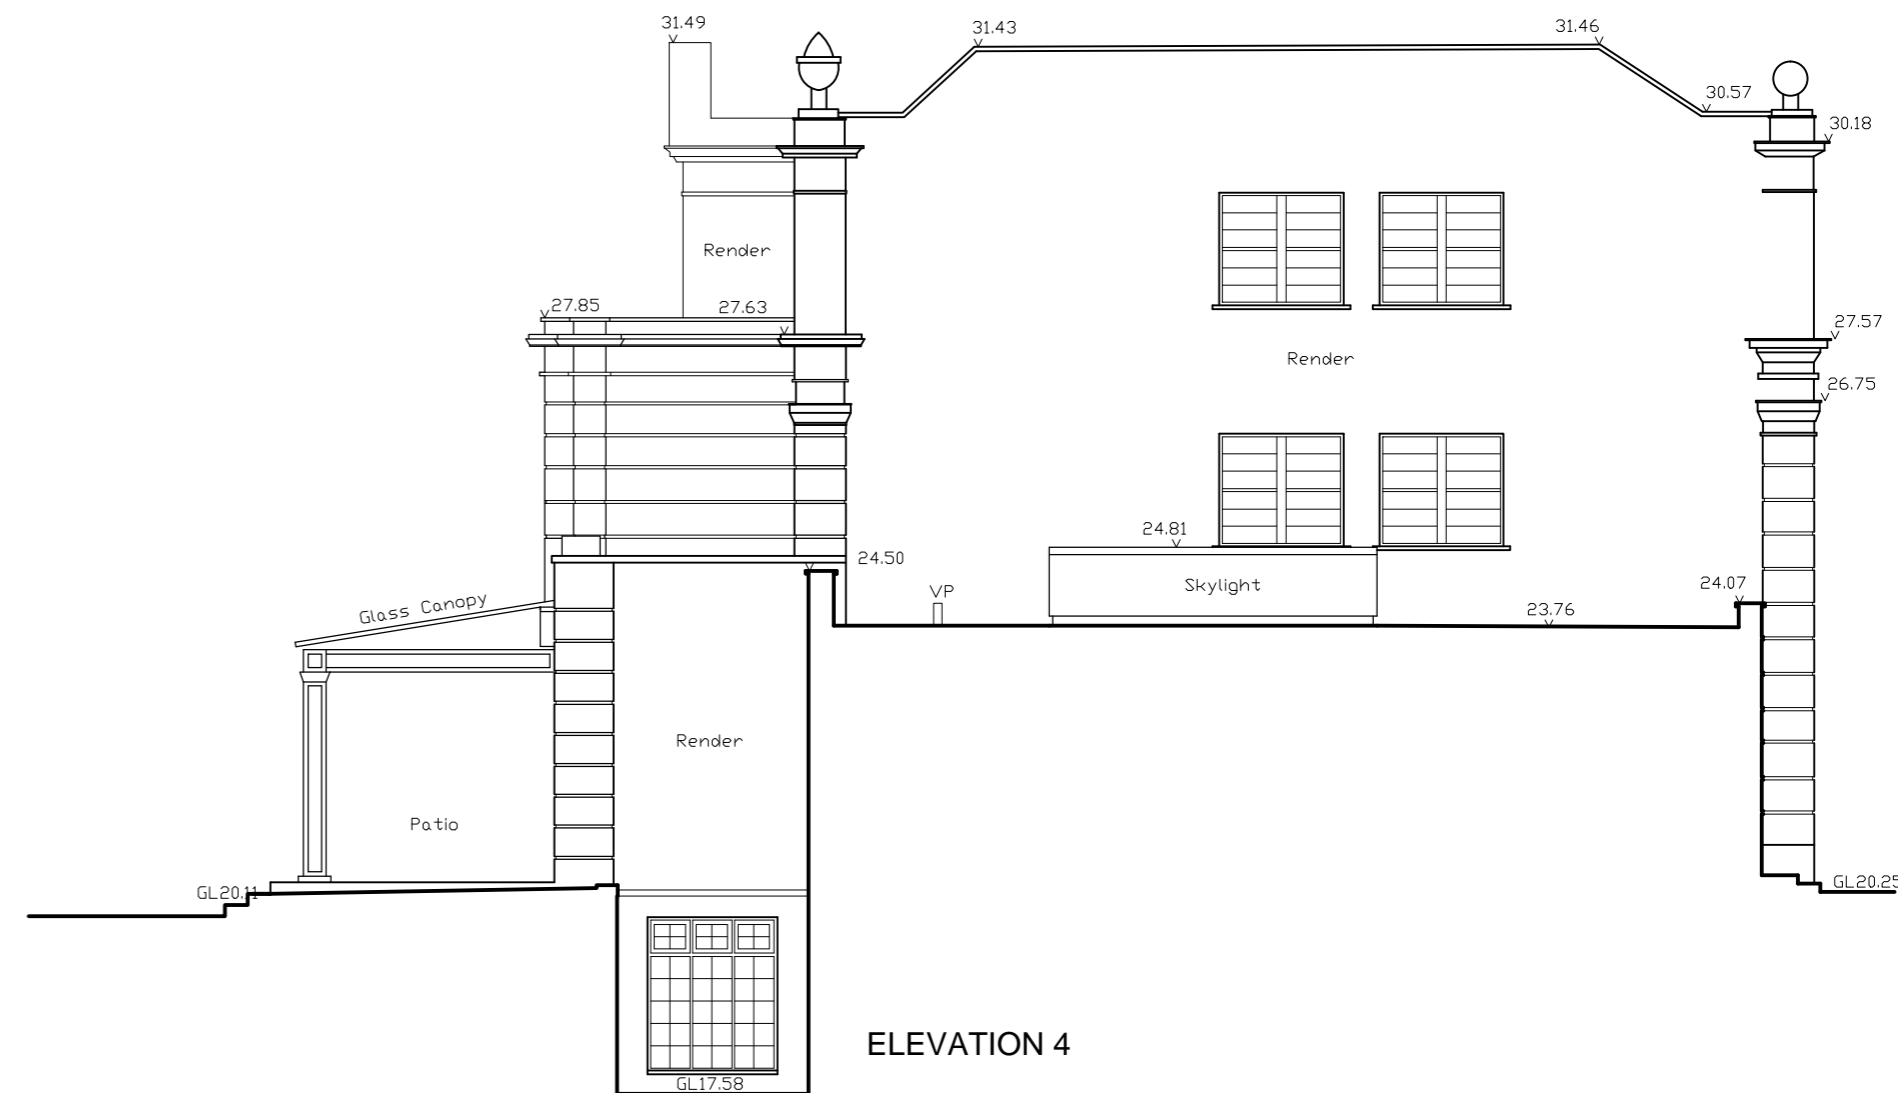 31.49
31.43
31.46
30.57
30.18
Render
27.85
27.63
27.57
Render
26.75
24.81
24.50
Skylight
VP
24.07
23.76
Glass Canopy
Render
Patio
GL20.11
GL20.25
ELEVATION 4
GL17.58